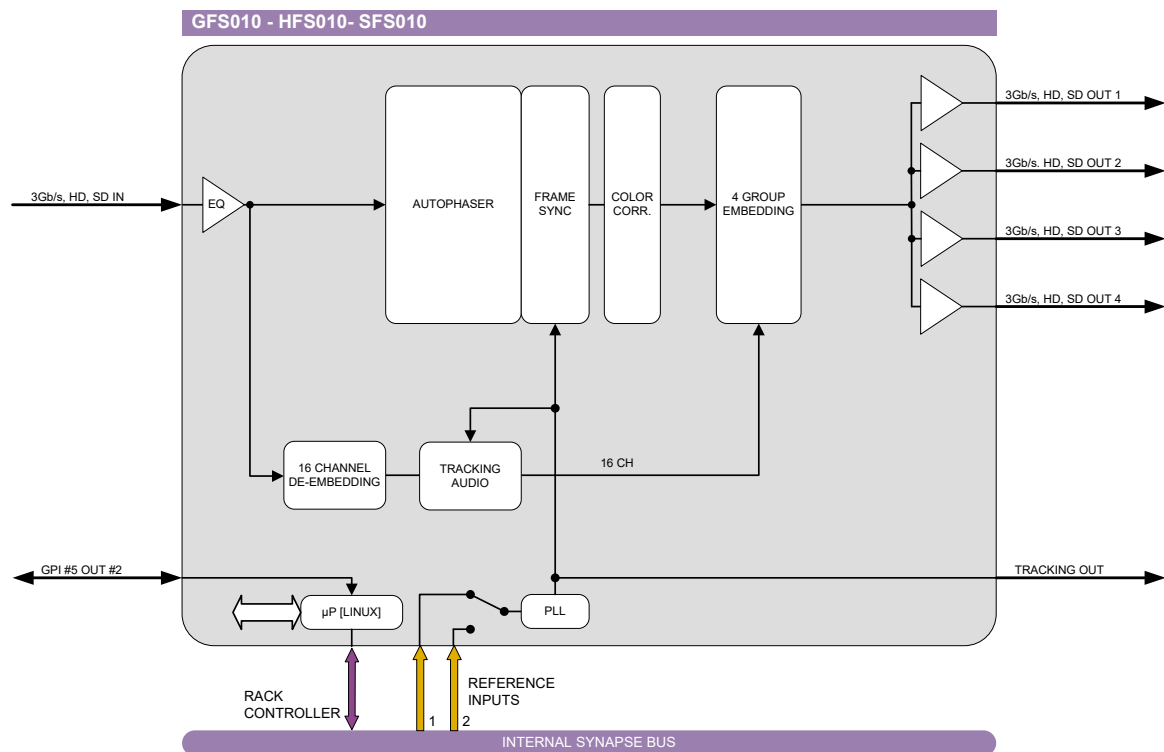 GFS010 - HFS010- SFS010
3Gb/s, HD, SD IN
EQ
AUTOPHASER
FRAME
SYNC
COLOR
CORR.
4 GROUP
EMBEDDING
3Gb/s, HD, SD OUT 1
3Gb/s. HD, SD OUT 2
3Gb/s, HD, SD OUT 3
3Gb/s, HD, SD OUT 4
16 CHANNEL
DE-EMBEDDING
TRACKING
AUDIO
16 CH
GPI #5 OUT #2
TRACKING OUT
µP [LINUX]
PLL
RACK
CONTROLLER
REFERENCE
INPUTS
1
2
INTERNAL SYNAPSE BUS